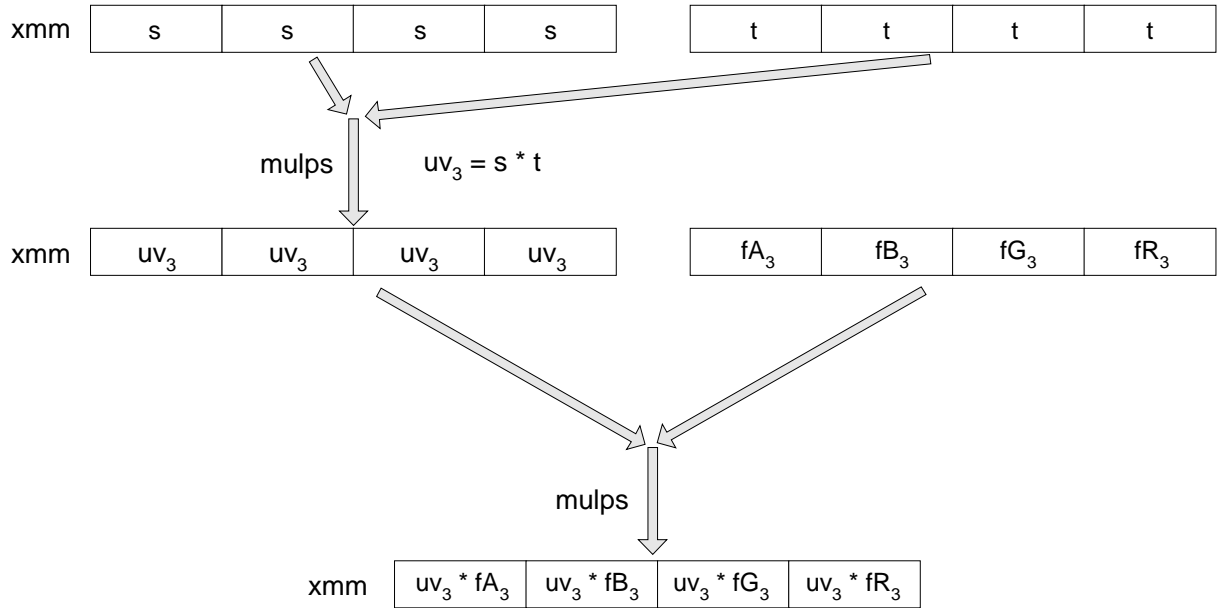 xmm s s s s t t t t
mulps uv₃ = s * t
xmm uv₃ uv₃ uv₃ uv₃ fA₃ fB₃ fG₃ fR₃
mulps
xmm uv₃ * fA₃ uv₃ * fB₃ uv₃ * fG₃ uv₃ * fR₃